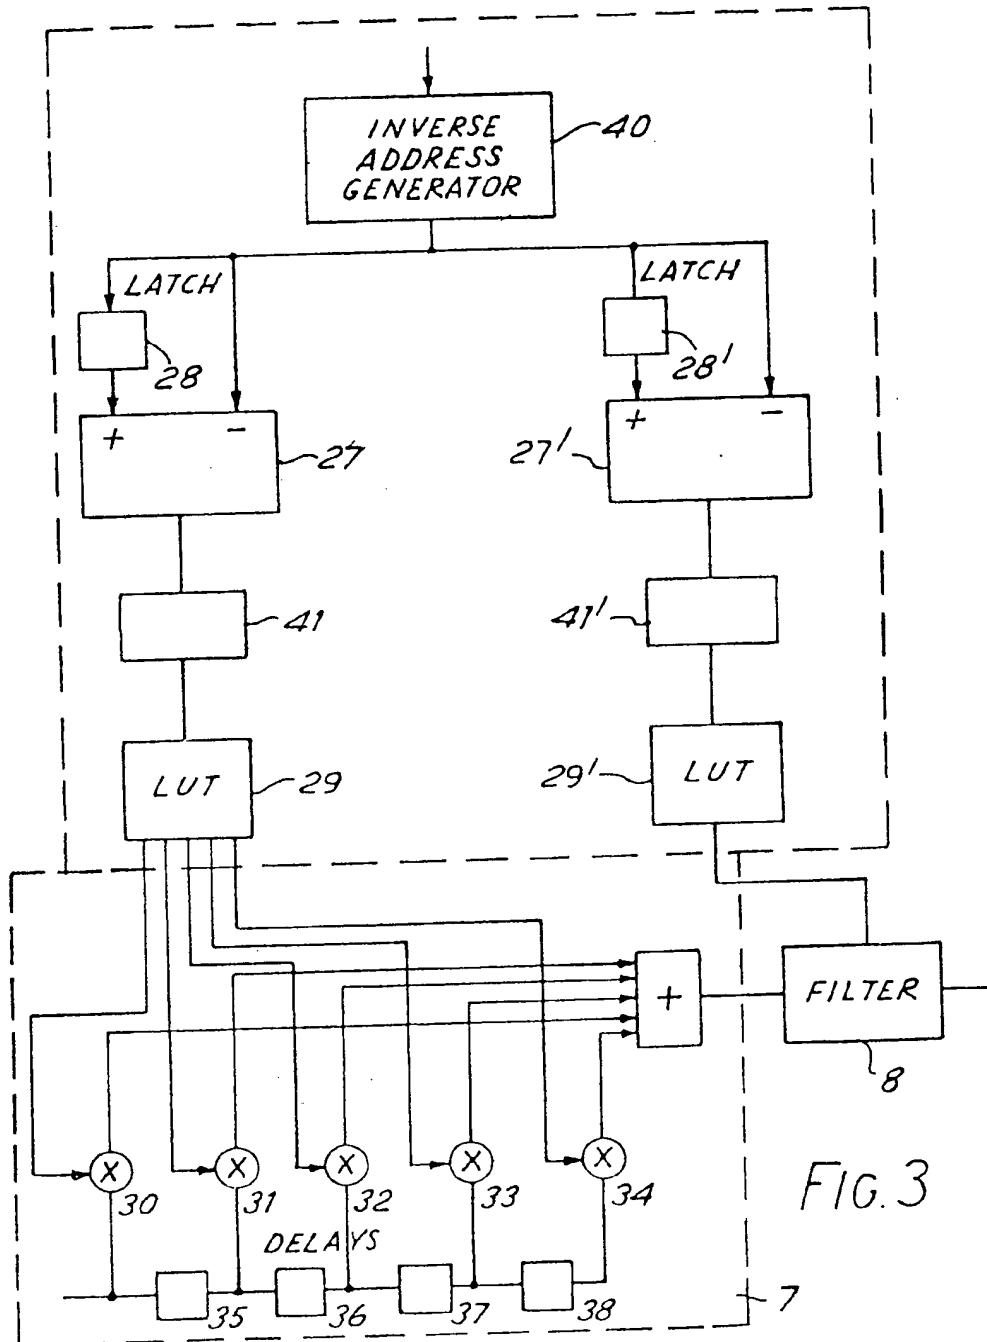 INVERSE
ADDRESS
GENERATOR
40
LATCH
LATCH
28
28'
+ -
+ -
27
27'
41
41'
LUT
29
29'
LUT
+
FILTER
8
X
X
X
X
X
30
31
32
33
34
FIG. 3
DELAYS
35
36
37
38
7